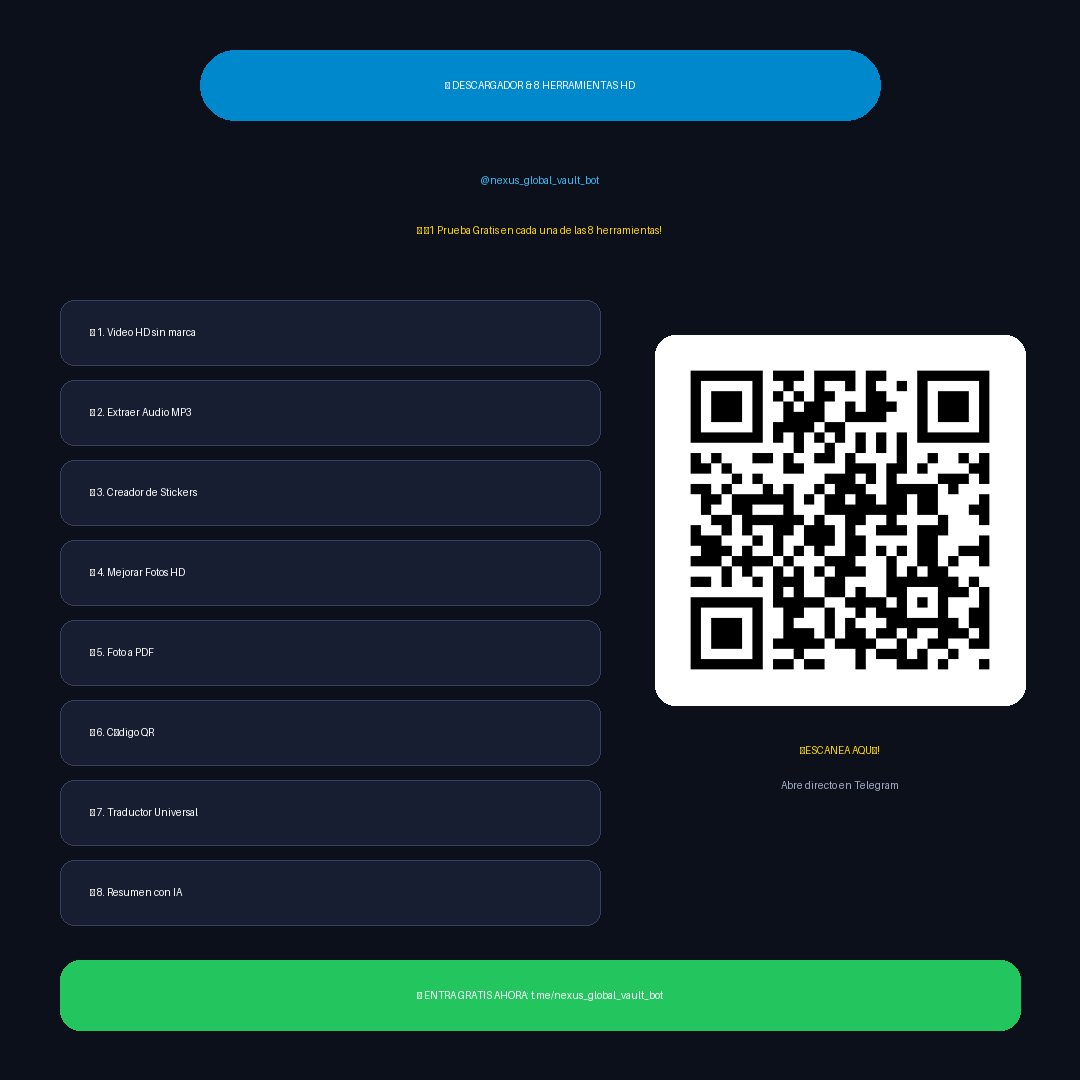 DESCARGADOR & 8 HERRAMIENTAS HD
@nexus_global_vault_bot
1 Prueba Gratis en cada una de las 8 herramientas!
1. Video HD sin marca
2. Extraer Audio MP3
3. Creador de Stickers
4. Mejorar Fotos HD
5. Foto a PDF
6. C▯digo QR
7. Traductor Universal
8. Resumen con IA
▯ESCANEA AQU▯!
Abre directo en Telegram
ENTRA GRATIS AHORA: t.me/nexus_global_vault_bot